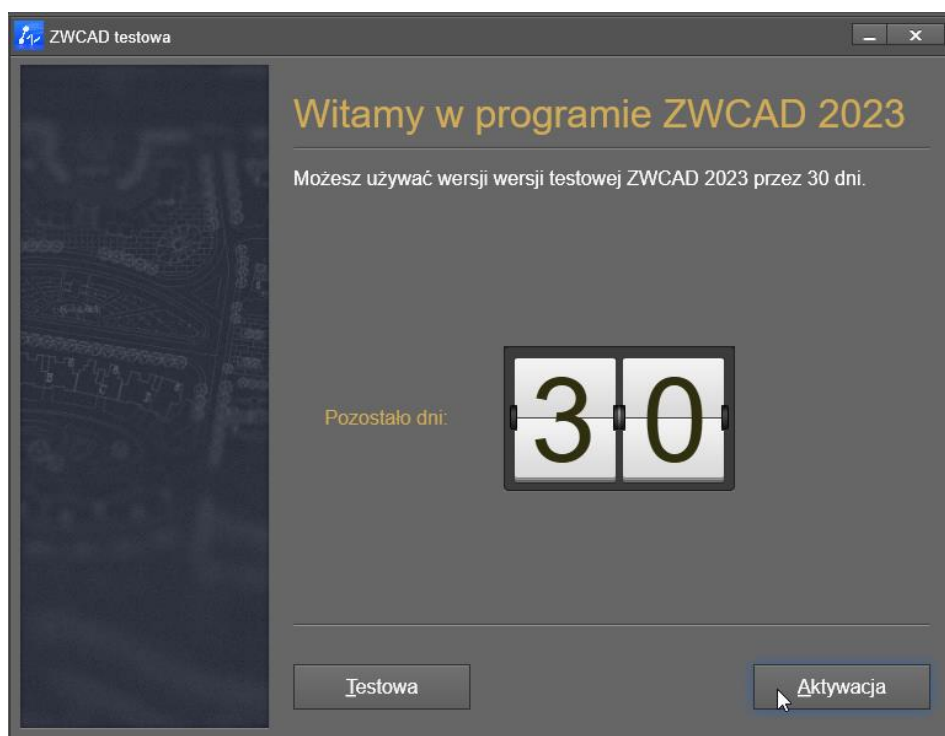 ZWCAD testowa
Witamy w programie ZWCAD 2023
Możesz używać wersji wersji testowej ZWCAD 2023 przez 30 dni.
Pozostało dni:
30
Testowa
Aktywacja